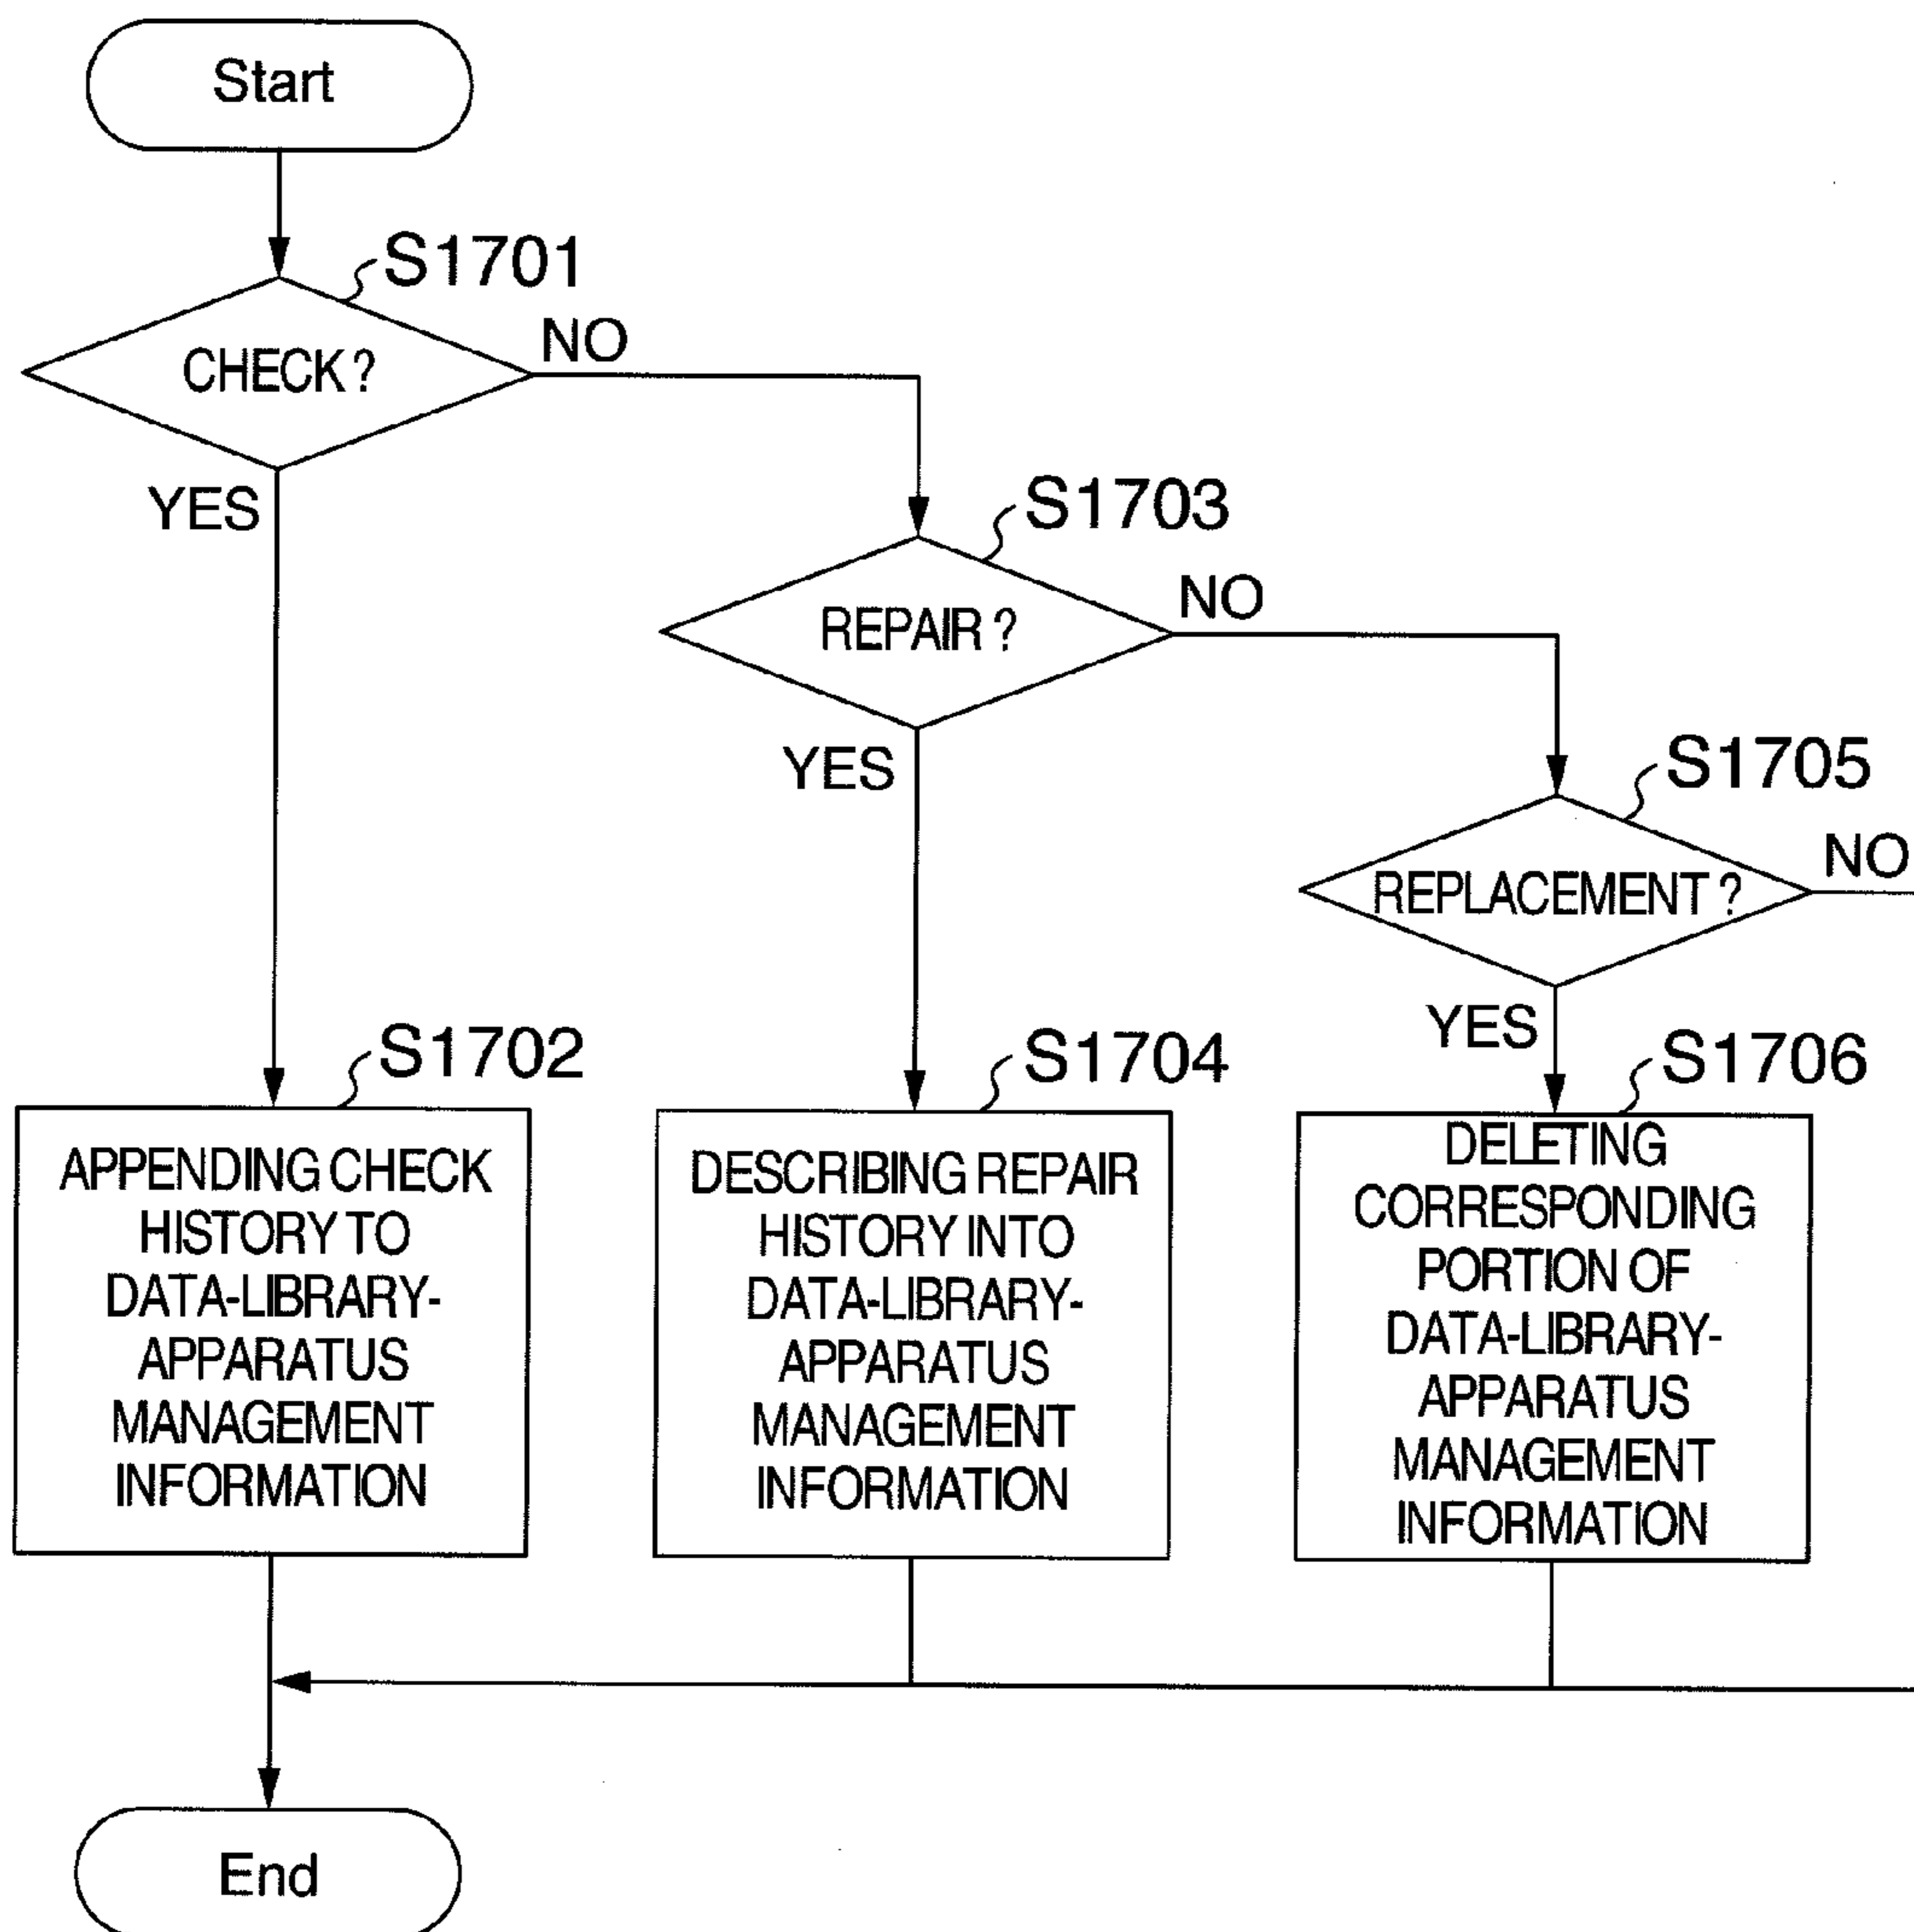 Start
S1701
CHECK?
NO
YES
S1703
REPAIR?
NO
YES
S1705
REPLACEMENT?
NO
YES
S1702
APPENDING CHECK
HISTORY TO
DATA-LIBRARY-
APPARATUS
MANAGEMENT
INFORMATION
S1704
DESCRIBING REPAIR
HISTORY INTO
DATA-LIBRARY-
APPARATUS
MANAGEMENT
INFORMATION
S1706
DELETING
CORRESPONDING
PORTION OF
DATA-LIBRARY-
APPARATUS
MANAGEMENT
INFORMATION
End